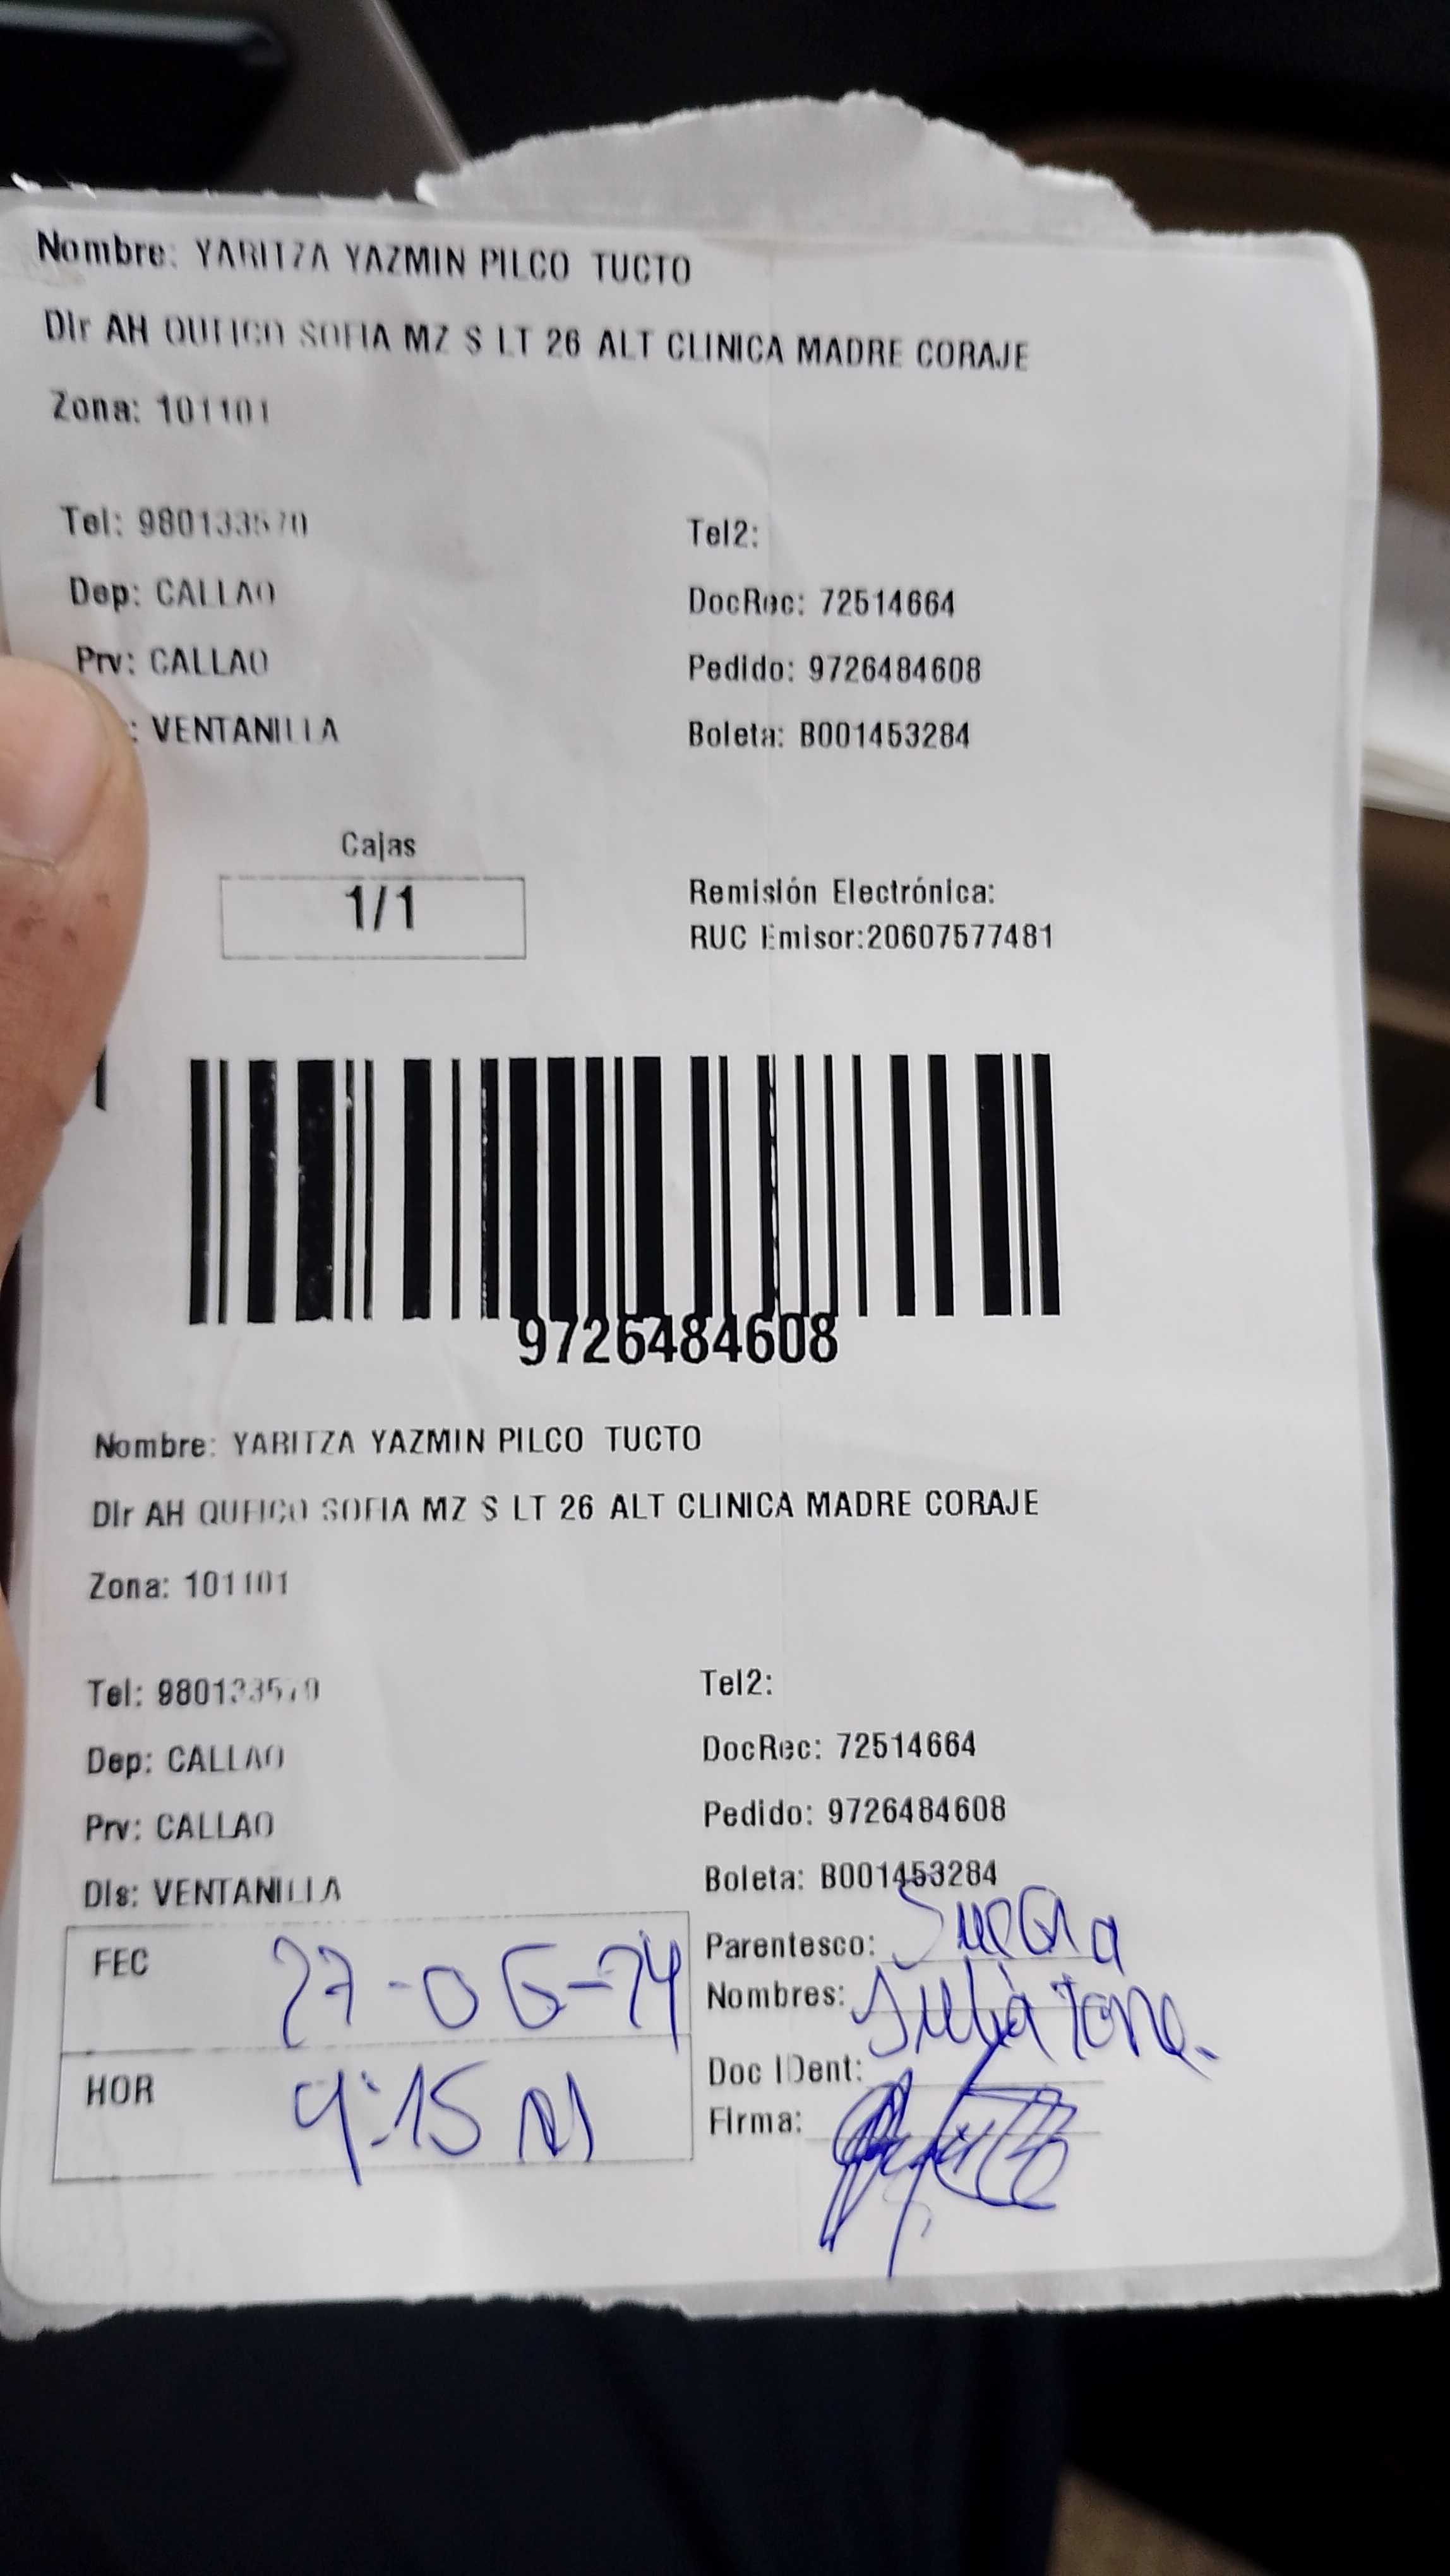 Nombre: YARITZA YAZMIN PILCO TUCTO
Dir AH SOFIA MZ S LT 26 ALT CLINICA MADRE CORAJE
Zona: 101101
Tel: 980133570 Tel2:
Dep: CALLAO DocRec: 72514664
Prv: CALLAO Pedido: 9726484608
: VENTANILLA Boleta: B001453284
Cajas
1/1
Remisión Electrónica:
RUC Emisor:20607577481
9726484608
Nombre: YARITZA YAZMIN PILCO TUCTO
Dir AH SOFIA MZ S LT 26 ALT CLINICA MADRE CORAJE
Zona: 101101
Tel: 980133570 Tel2:
Dep: CALLAO DocRec: 72514664
Prv: CALLAO Pedido: 9726484608
Dis: VENTANILLA Boleta: B001453284
FEC 27-06-24 Parentesco: Suegra
Nombres: Julia
HOR 9:15 Doc IDent:
Firma: